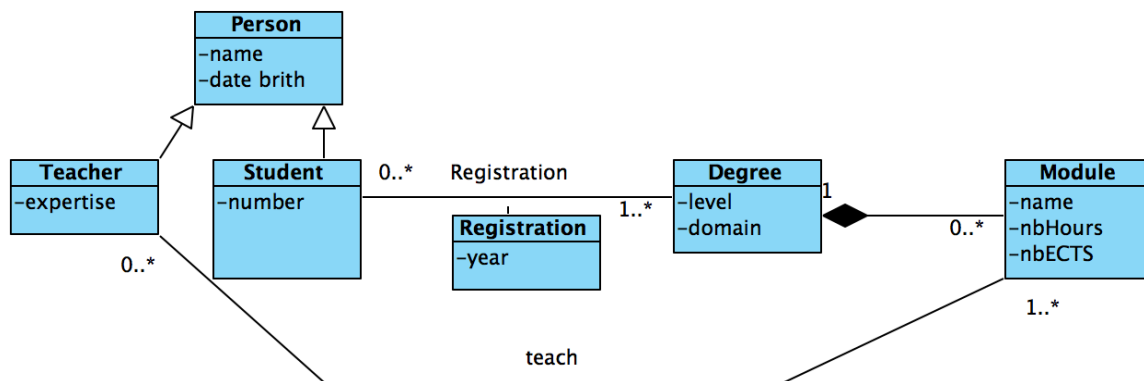 Person
-name
-date brith
Teacher
-expertise
Student
-number
0..*
Registration
1..*
Registration
-year
Degree
-level
-domain
1
0..*
Module
-name
-nbHours
-nbECTS
0..*
1..*
teach